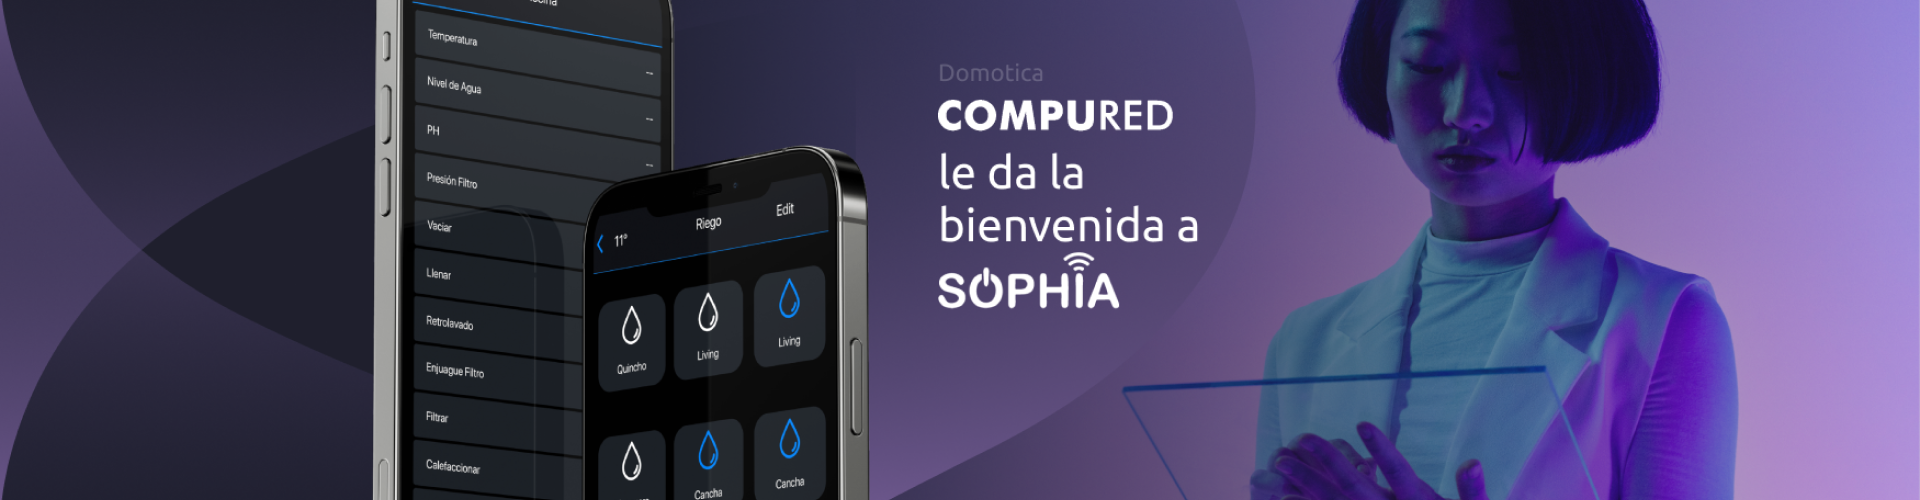 Temperatura
--
Nivel de Agua
--
PH
--
Presión Filtro
Vaciar
Llenar
Retrolavado
Enjuague Filtro
Filtrar
Calefaccionar
11°
Riego
Edit
Quincho
Living
Living
Cancha
Cancha
Domotica
COMPURED
le da la
bienvenida a
SOPHIA